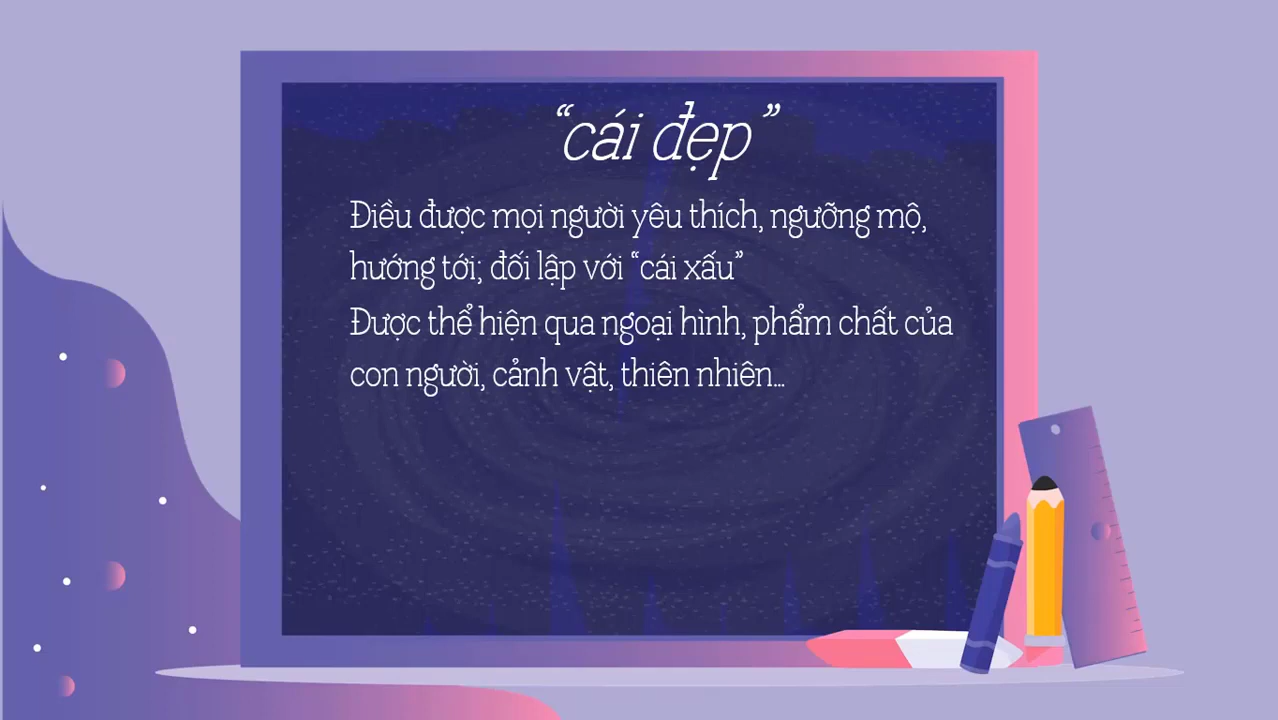 “cái đẹp”
Điều được mọi người yêu thích, ngưỡng mộ,
hướng tới; đối lập với “cái xấu”
Được thể hiện qua ngoại hình, phẩm chất của
con người, cảnh vật, thiên nhiên...